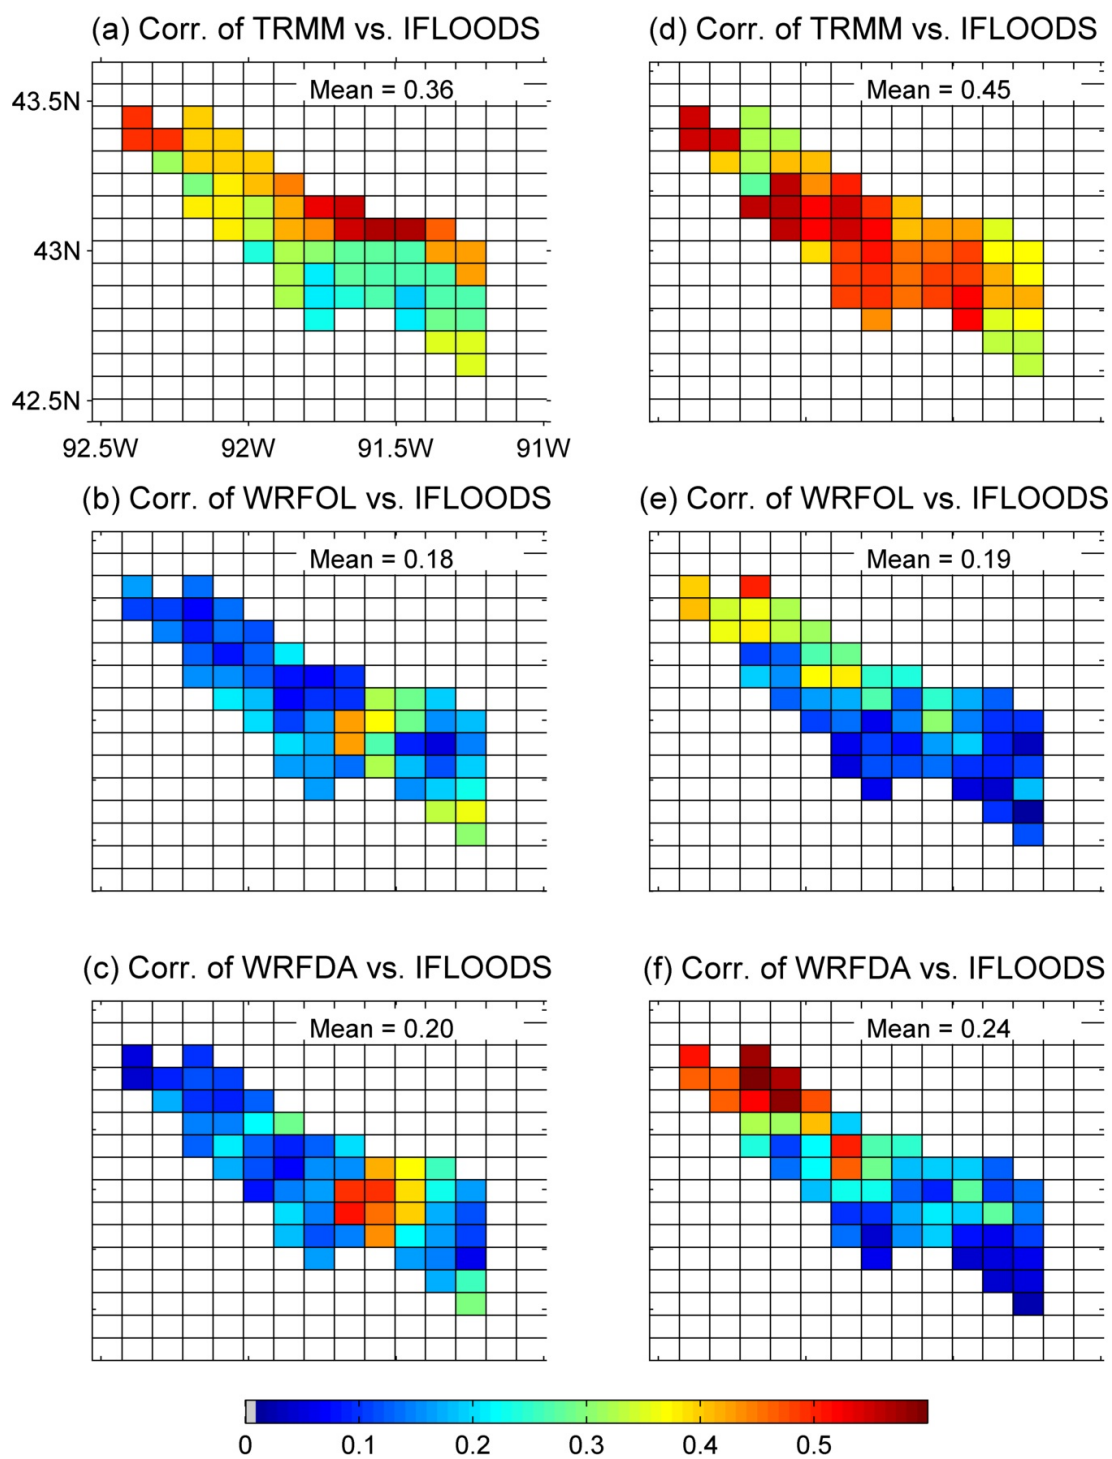 (a) Corr. of TRMM vs. IFLOODS
(d) Corr. of TRMM vs. IFLOODS
Mean = 0.36
Mean = 0.45
43.5N
43N
42.5N
92.5W 92W 91.5W 91W
(b) Corr. of WRFOL vs. IFLOODS
(e) Corr. of WRFOL vs. IFLOODS
Mean = 0.18
Mean = 0.19
(c) Corr. of WRFDA vs. IFLOODS
(f) Corr. of WRFDA vs. IFLOODS
Mean = 0.20
Mean = 0.24
0 0.1 0.2 0.3 0.4 0.5